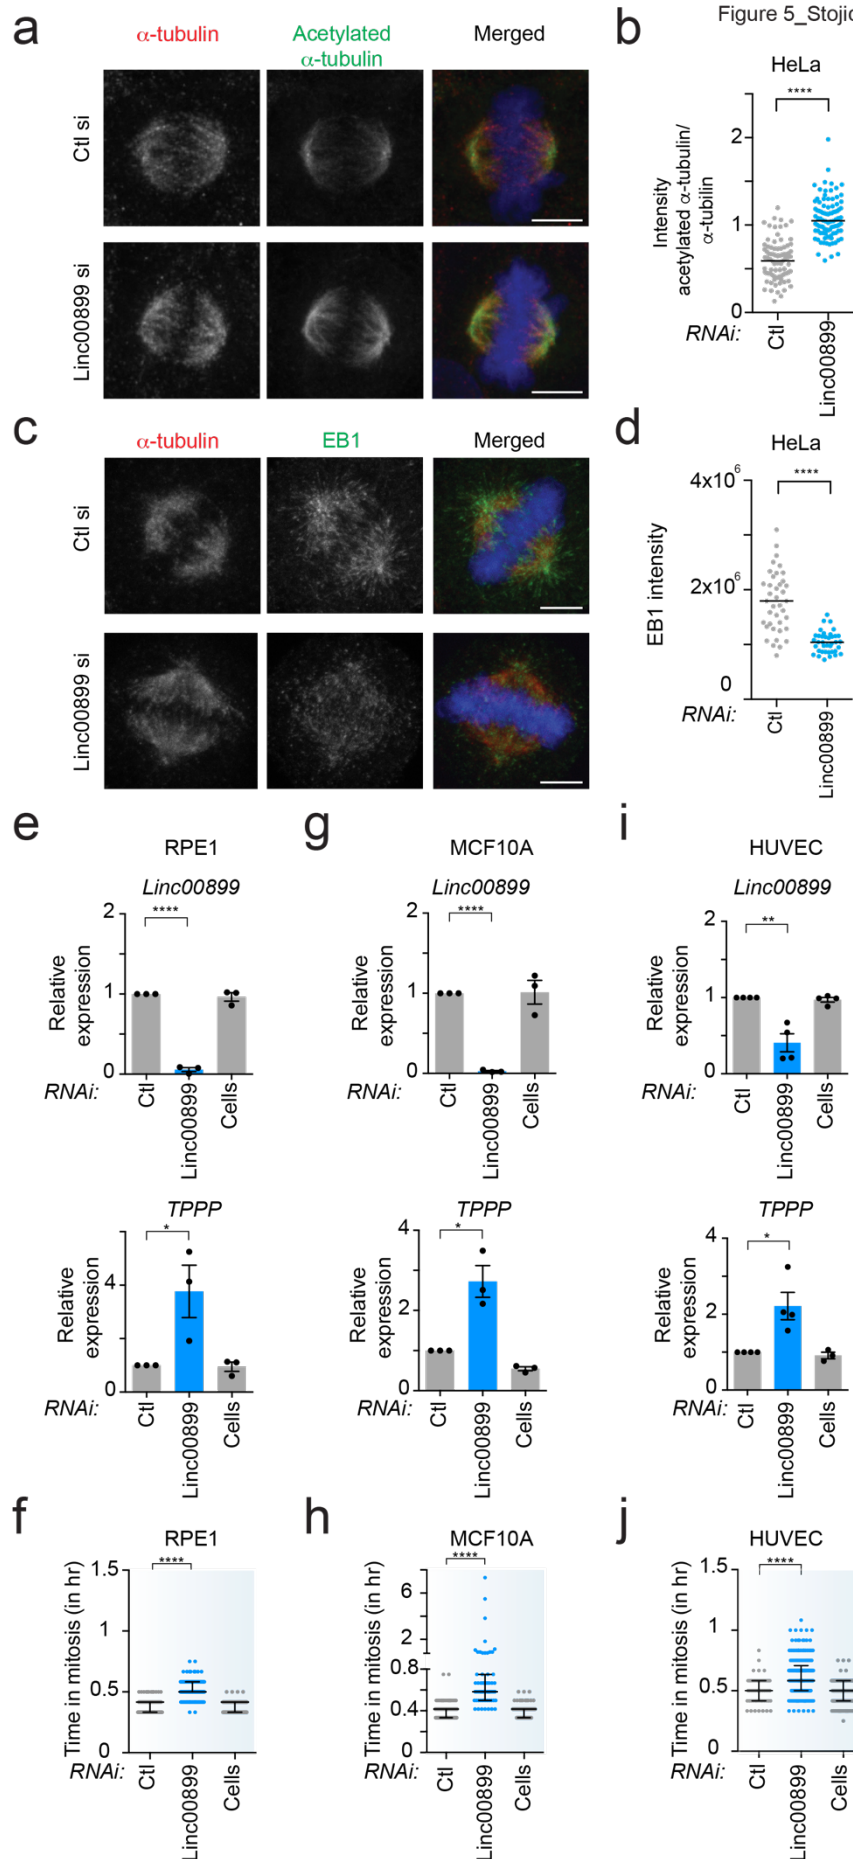 Figure 5_Stojic
a
α-tubulin
Acetylated
α-tubulin
Merged
Ctl si
Linc00899 si
b
HeLa
****
Intensity
acetylated α-tubulin/
α-tubilin
2
1
0
RNAi:
Ctl
Linc00899
c
α-tubulin
EB1
Merged
Ctl si
Linc00899 si
d
HeLa
****
EB1 intensity
4x10⁶
2x10⁶
0
RNAi:
Ctl
Linc00899
e
RPE1
Linc00899
****
Relative
expression
2
1
0
RNAi:
Ctl
Linc00899
Cells
TPPP
*
Relative
expression
4
1
0
RNAi:
Ctl
Linc00899
Cells
g
MCF10A
Linc00899
****
Relative
expression
2
1
0
RNAi:
Ctl
Linc00899
Cells
TPPP
*
Relative
expression
4
2
0
RNAi:
Ctl
Linc00899
Cells
i
HUVEC
Linc00899
**
Relative
expression
2
1
0
RNAi:
Ctl
Linc00899
Cells
TPPP
*
Relative
expression
4
2
0
RNAi:
Ctl
Linc00899
Cells
f
RPE1
****
Time in mitosis (in hr)
1.5
1
0.5
0
RNAi:
Ctl
Linc00899
Cells
h
MCF10A
****
Time in mitosis (in hr)
6
2
0.8
0.4
0
RNAi:
Ctl
Linc00899
Cells
j
HUVEC
****
Time in mitosis (in hr)
1.5
1
0.5
0
RNAi:
Ctl
Linc00899
Cells